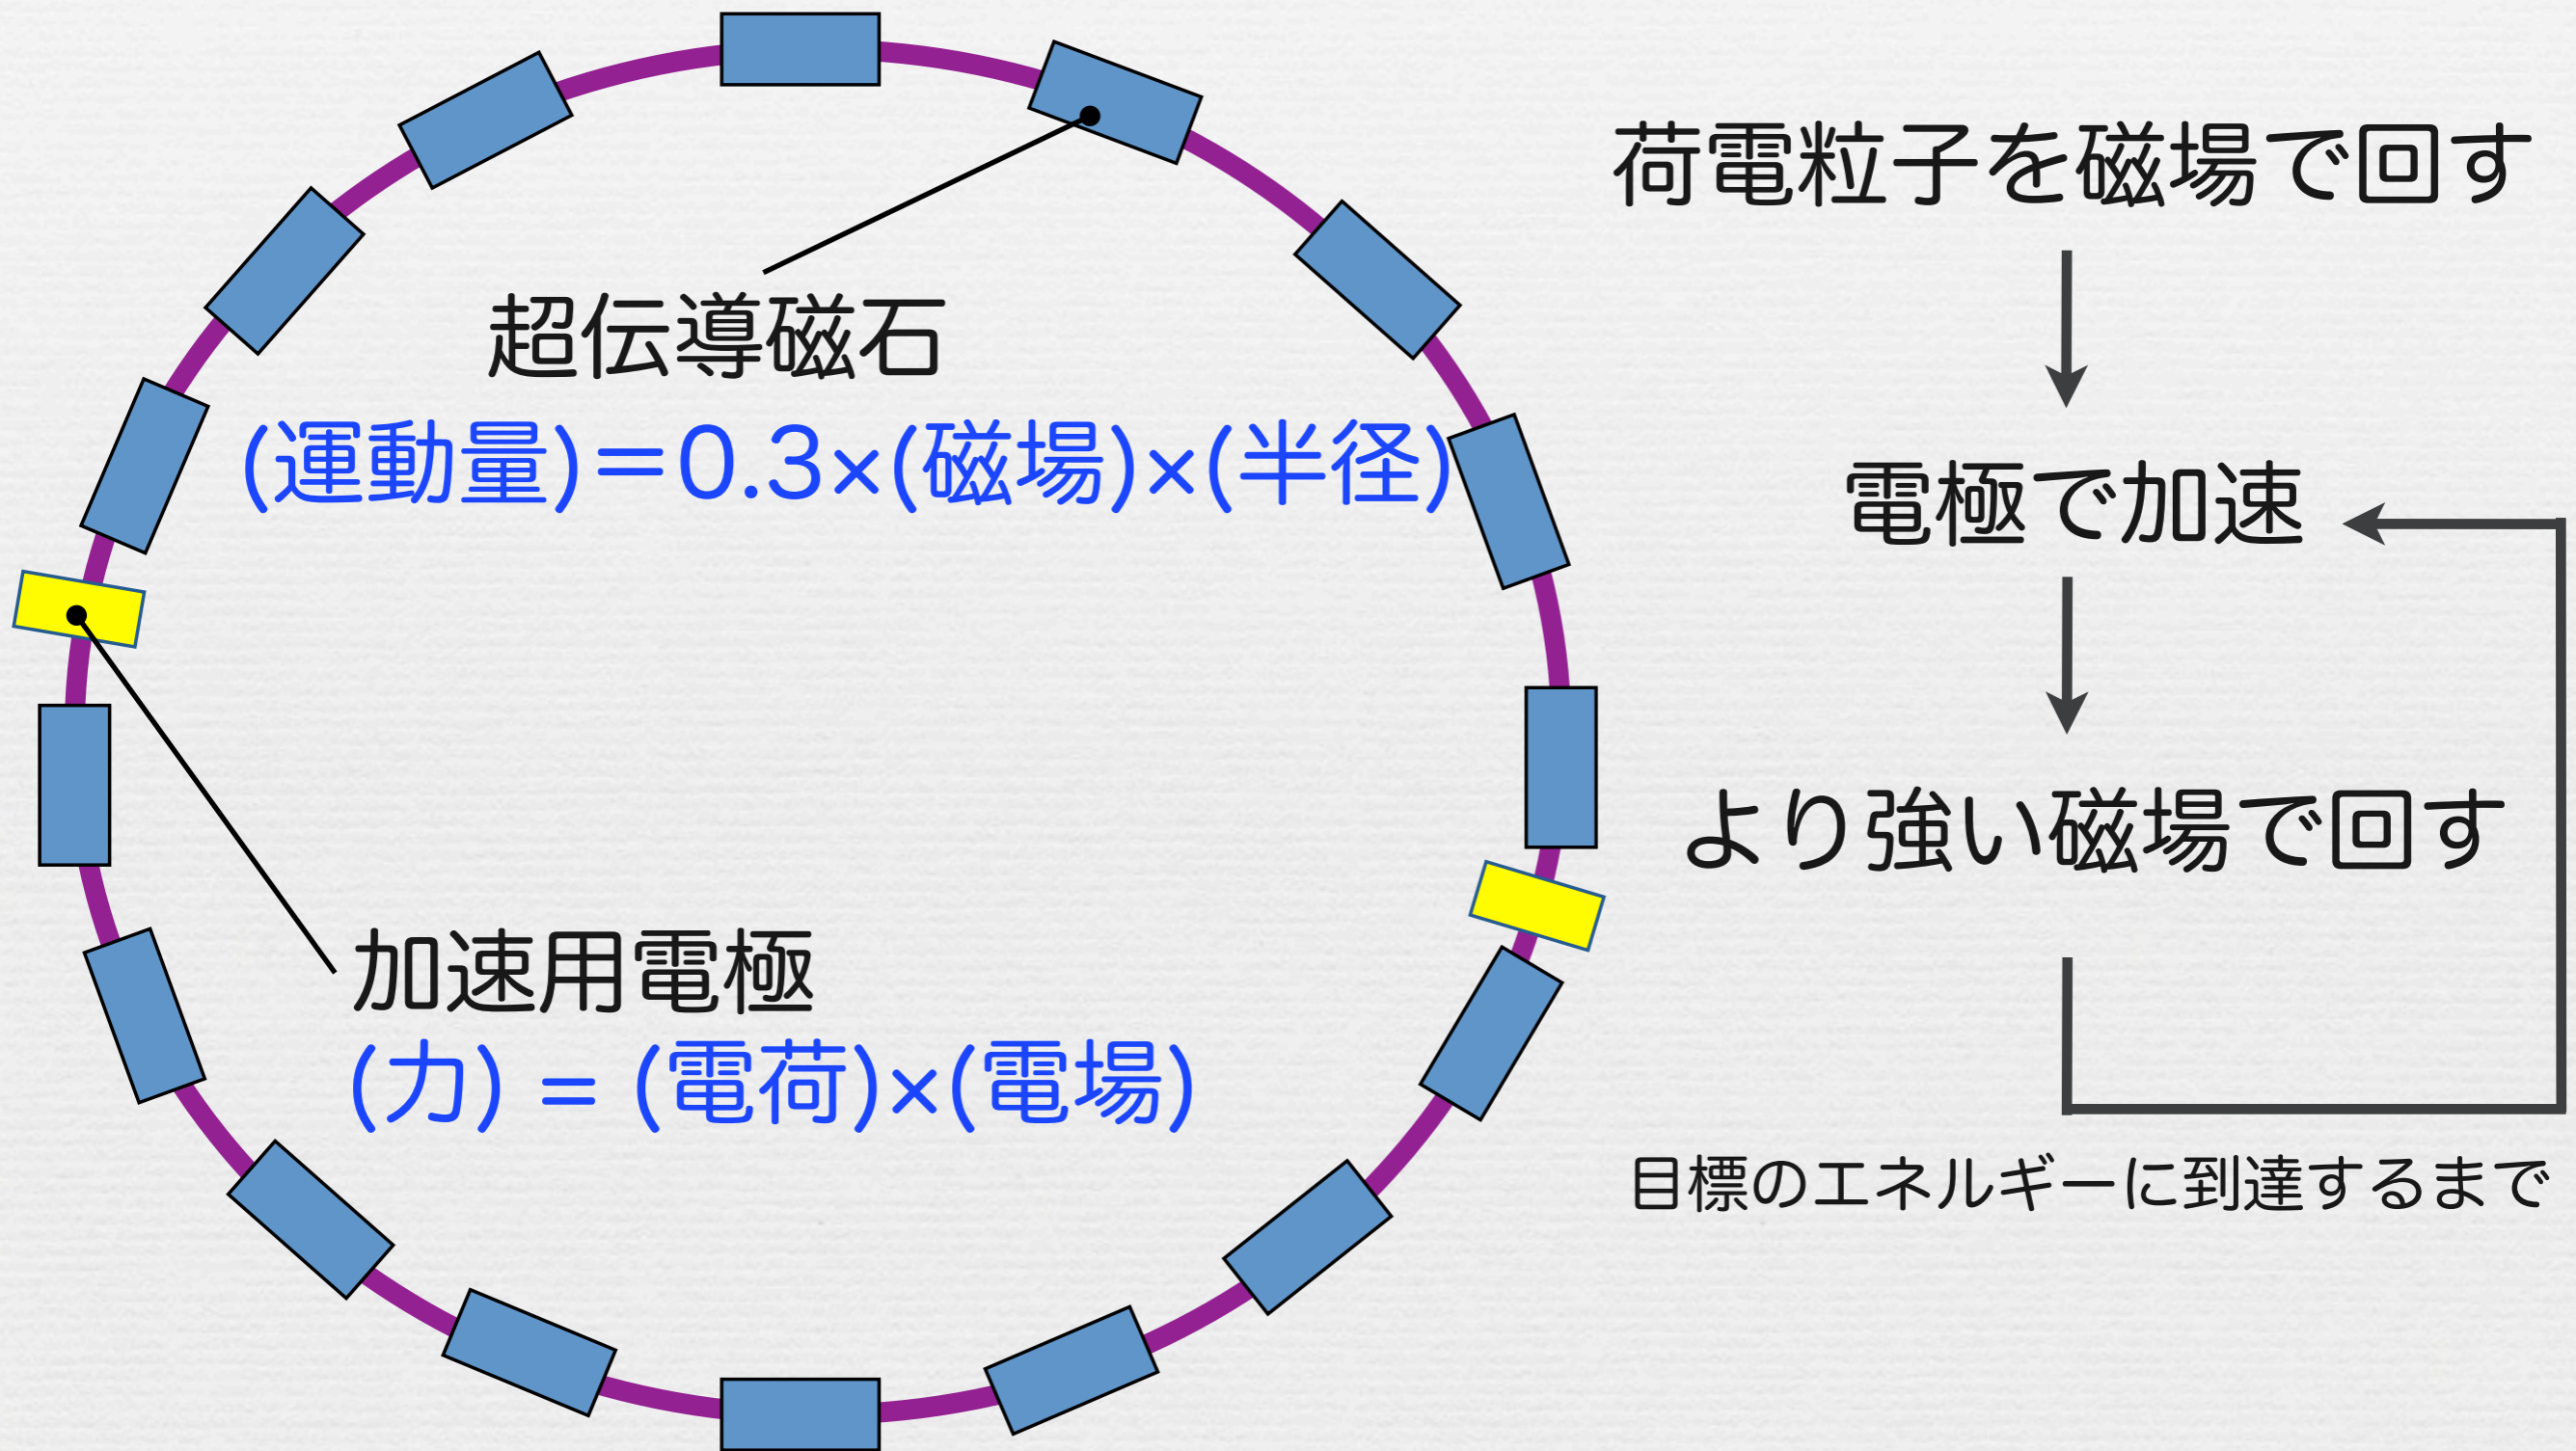 超伝導磁石
(運動量)=0.3×(磁場)×(半径)
加速用電極
(力) = (電荷)×(電場)
荷電粒子を磁場で回す
電極で加速
より強い磁場で回す
目標のエネルギーに到達するまで